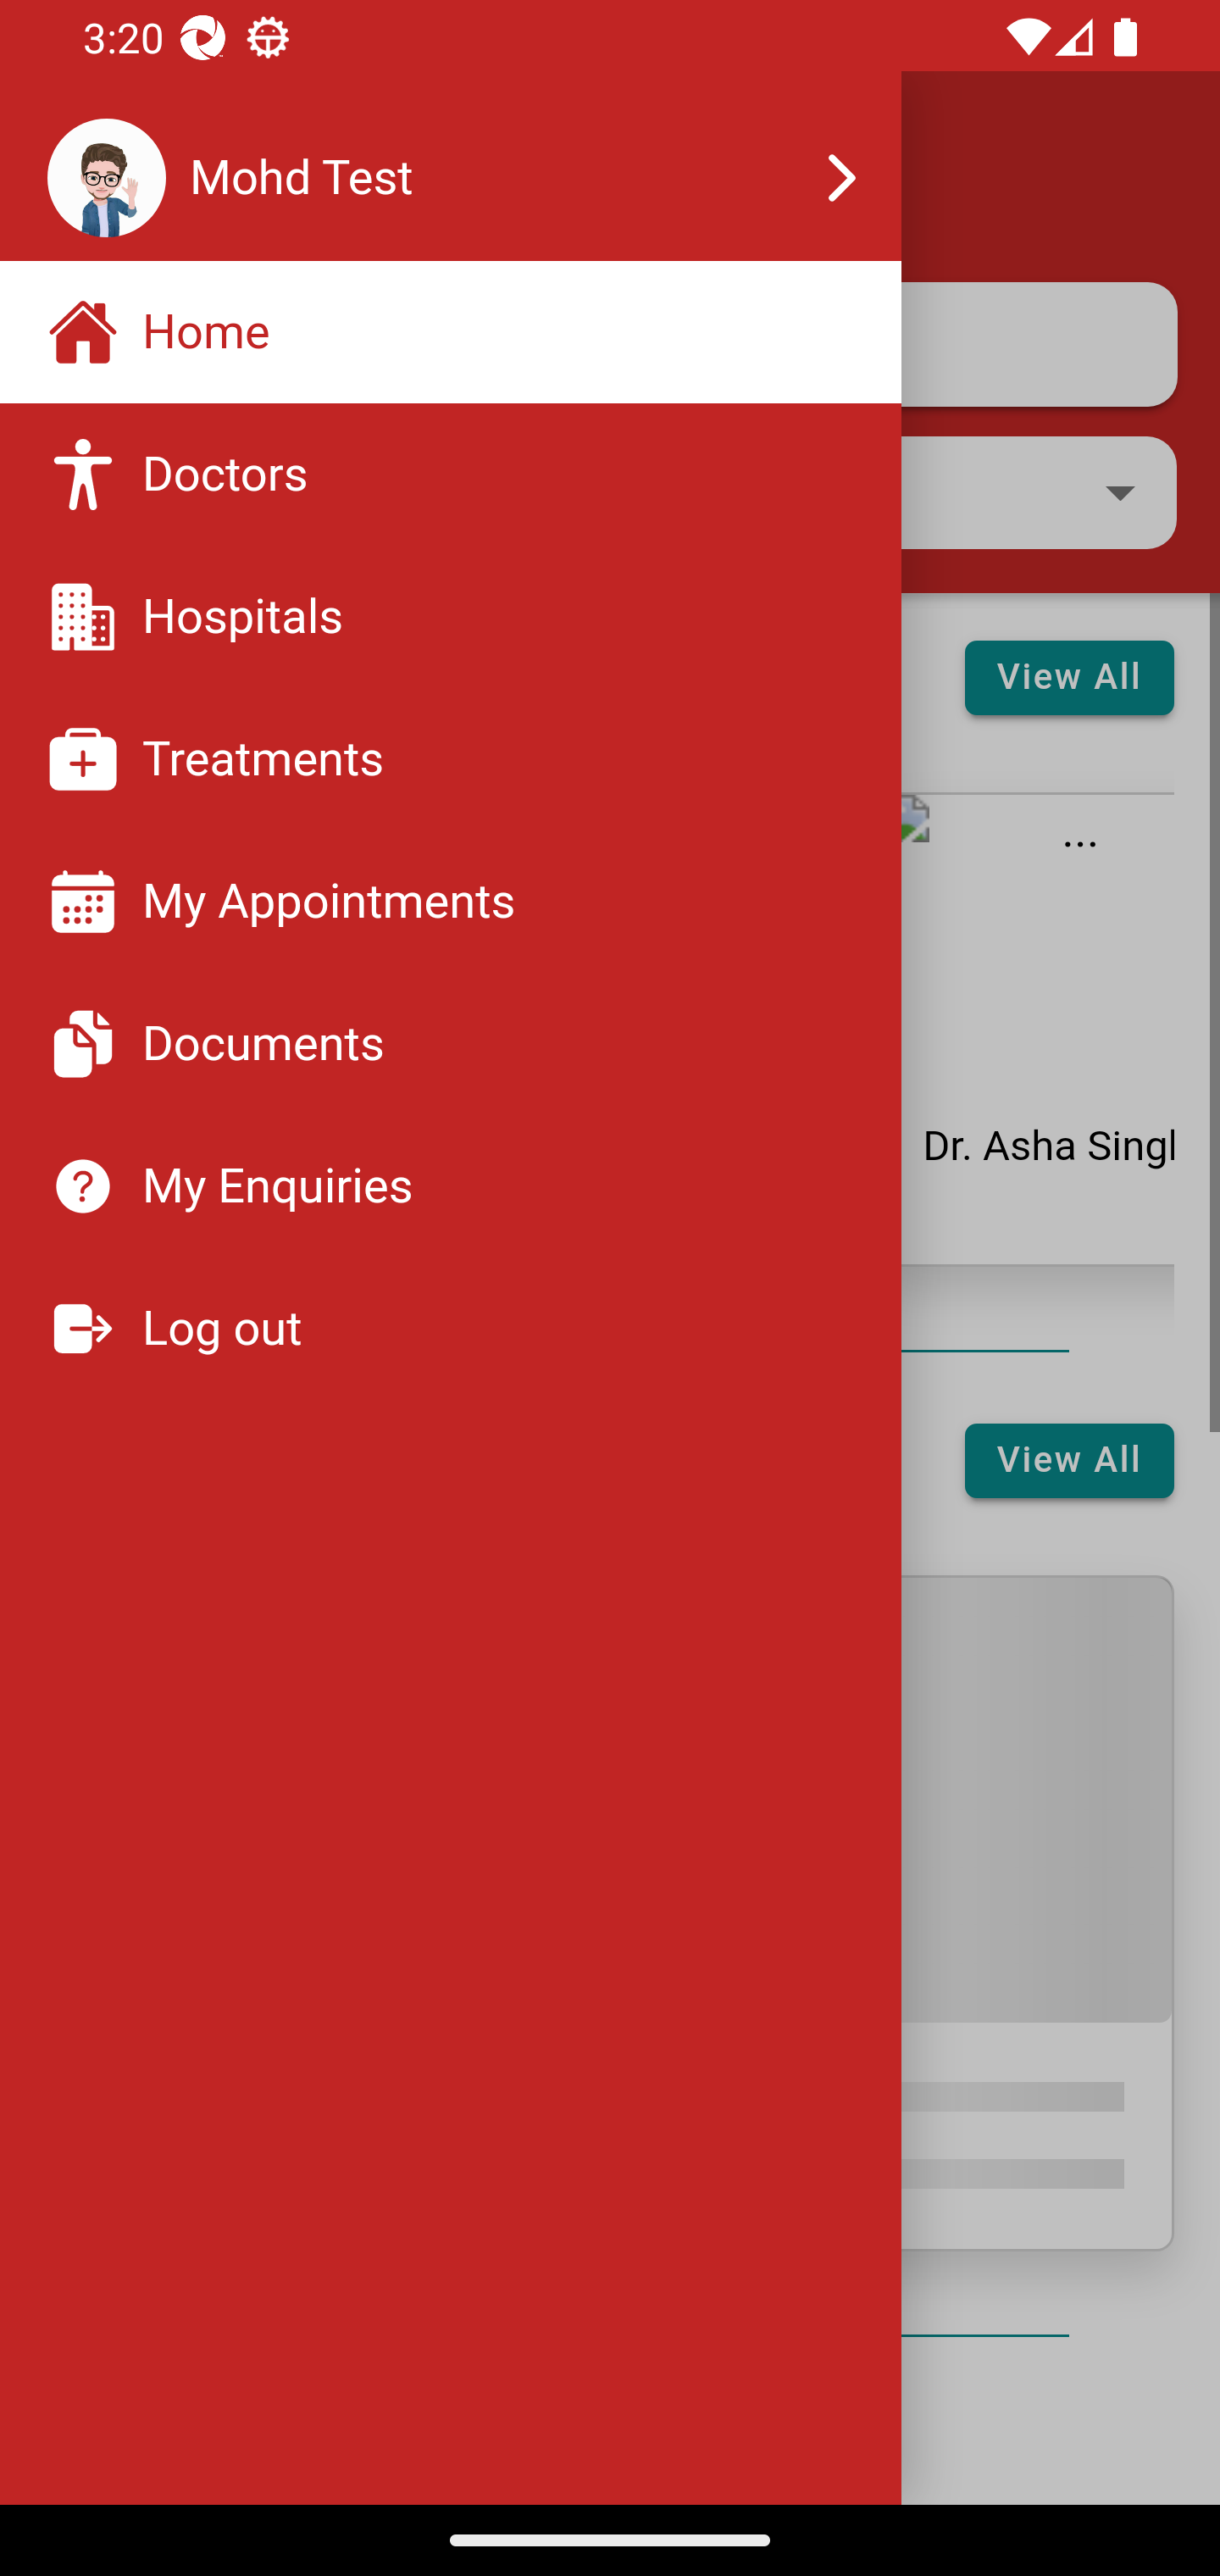 3:20
Mohd Test
Home
Doctors
Hospitals
View All
Treatments
...
My Appointments
Documents
Dr. Asha Singl
My Enquiries
Log out
View All